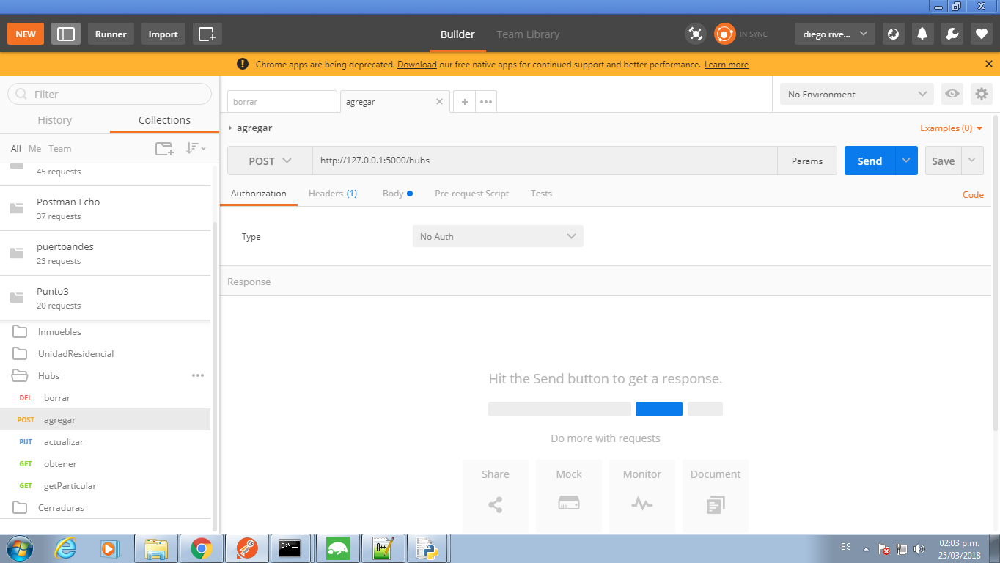 NEW
Runner
Import
Builder
Team Library
IN SYNC
diego rive...
Chrome apps are being deprecated. Download our free native apps for continued support and better performance. Learn more
Filter
History
Collections
All Me Team
45 requests
Postman Echo
37 requests
puertoandes
23 requests
Punto3
20 requests
Inmuebles
UnidadResidencial
Hubs
DEL borrar
POST agregar
PUT actualizar
GET obtener
GET getParticular
Cerraduras
borrar
agregar
No Environment
agregar
Examples (0)
POST
http://127.0.0.1:5000/hubs
Params
Send
Save
Authorization
Headers (1)
Body
Pre-request Script
Tests
Code
Type
No Auth
Response
Hit the Send button to get a response.
Do more with requests
Share
Mock
Monitor
Document
ES
02:03 p.m.
25/03/2018